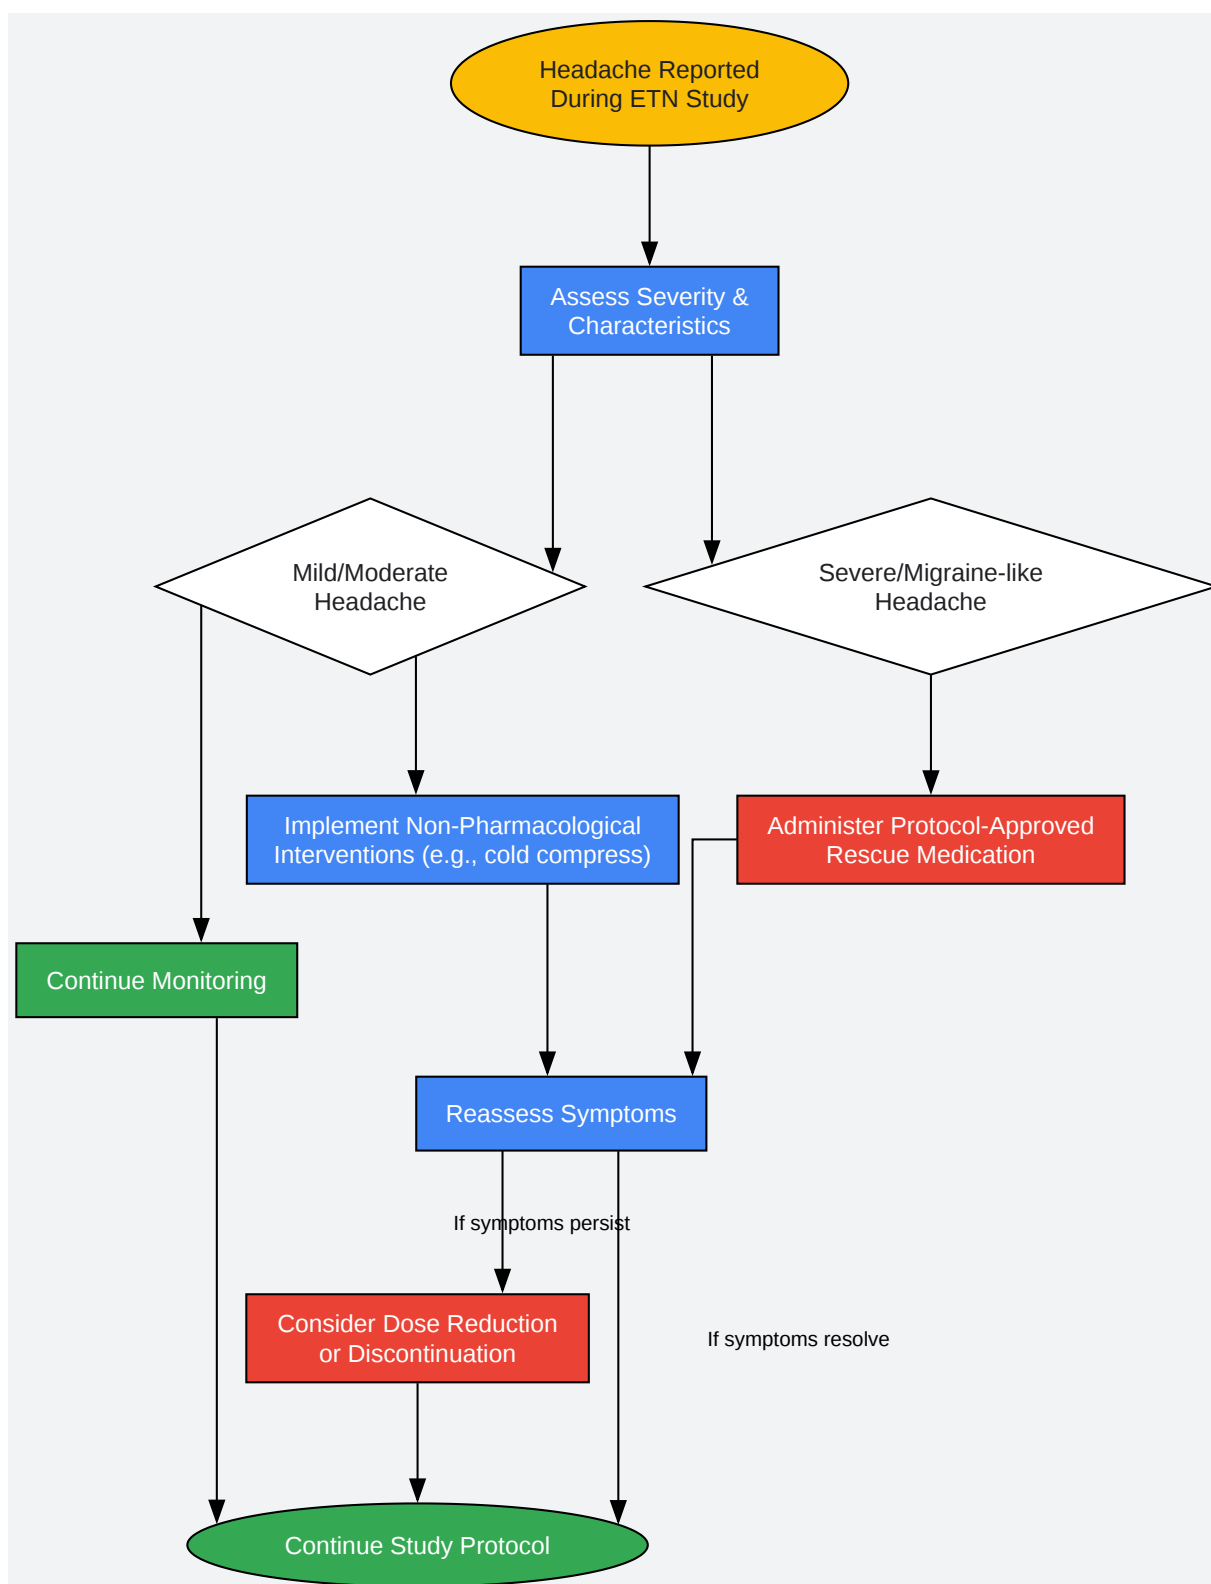 Headache Reported
During ETN Study
Assess Severity &
Characteristics
Mild/Moderate
Headache
Severe/Migraine-like
Headache
Implement Non-Pharmacological
Interventions (e.g., cold compress)
Administer Protocol-Approved
Rescue Medication
Continue Monitoring
Reassess Symptoms
If symptoms persist
Consider Dose Reduction
or Discontinuation
If symptoms resolve
Continue Study Protocol